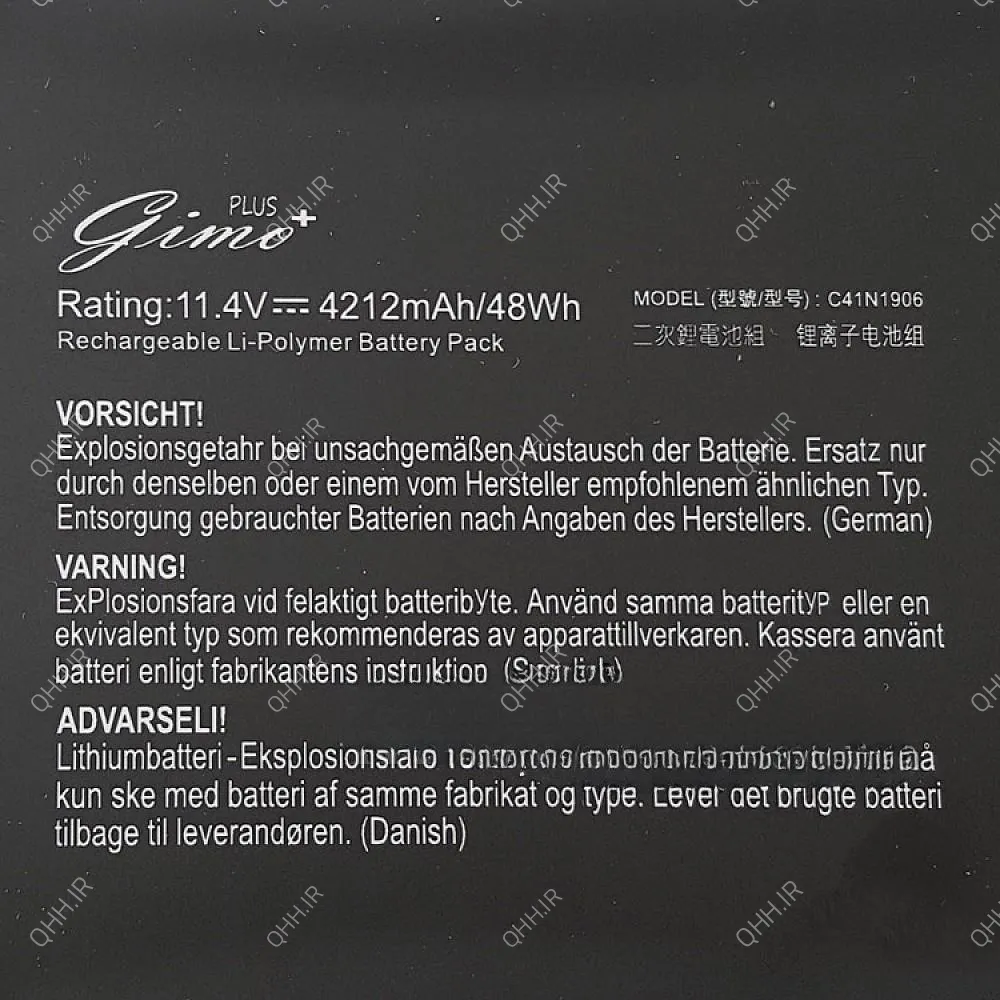 Gimo PLUS+
Rating:11.4V⎓ 4212mAh/48Wh
MODEL (型號/型号) : C41N1906
Rechargeable Li-Polymer Battery Pack
二次鋰電池組 锂离子电池组
VORSICHT!
Explosionsgetahr bei unsachgemäßen Austausch der Batterie. Ersatz nur
durch denselben oder einem vom Hersteller empfohlenem ähnlichen Typ.
Entsorgung gebrauchter Batterien nach Angaben des Herstellers. (German)
VARNING!
ExPlosionsfara vid felaktigt batteribyte. Använd samma batterityP eller en
ekvivalent typ som rekommenderas av apparattillverkaren. Kassera använt
batteri enligt fabrikantens instruktion
ADVARSELI!
Lithiumbatteri-Eksplosions
kun ske med batteri af samme fabrikat og type. Lever det brugte batteri
tilbage til leverandøren. (Danish)
QHH.IR